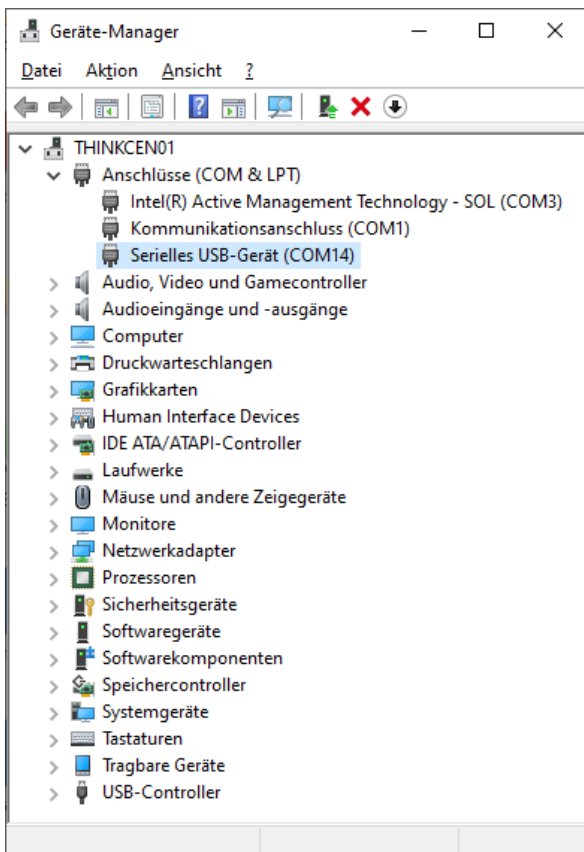 Geräte-Manager
Datei Aktion Ansicht ?
THINKCEN01
Anschlüsse (COM & LPT)
Intel(R) Active Management Technology - SOL (COM3)
Kommunikationsanschluss (COM1)
Serielles USB-Gerät (COM14)
Audio, Video und Gamecontroller
Audioeingänge und -ausgänge
Computer
Druckwarteschlangen
Grafikkarten
Human Interface Devices
IDE ATA/ATAPI-Controller
Laufwerke
Mäuse und andere Zeigegeräte
Monitore
Netzwerkadapter
Prozessoren
Sicherheitsgeräte
Softwaregeräte
Softwarekomponenten
Speichercontroller
Systemgeräte
Tastaturen
Tragbare Geräte
USB-Controller